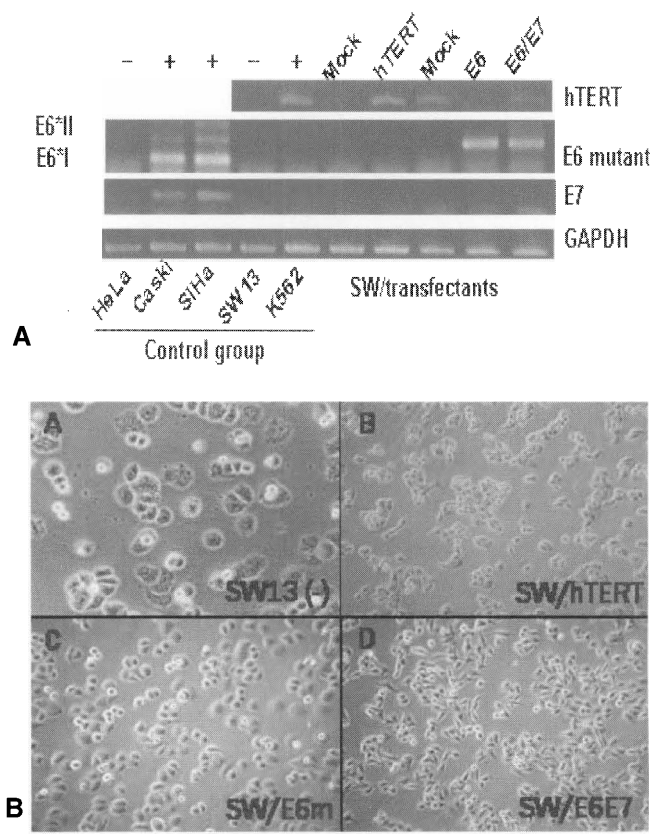 − + + − + Mock hTERT Mock E6 E6/E7
hTERT
E6*II
E6*I
E6 mutant
E7
GAPDH
HeLa Caski SiHa SW13 K562
SW/transfectants
A
Control group
A
B
SW13 (-)
SW/hTERT
C
D
B
SW/E6m
SW/E6E7